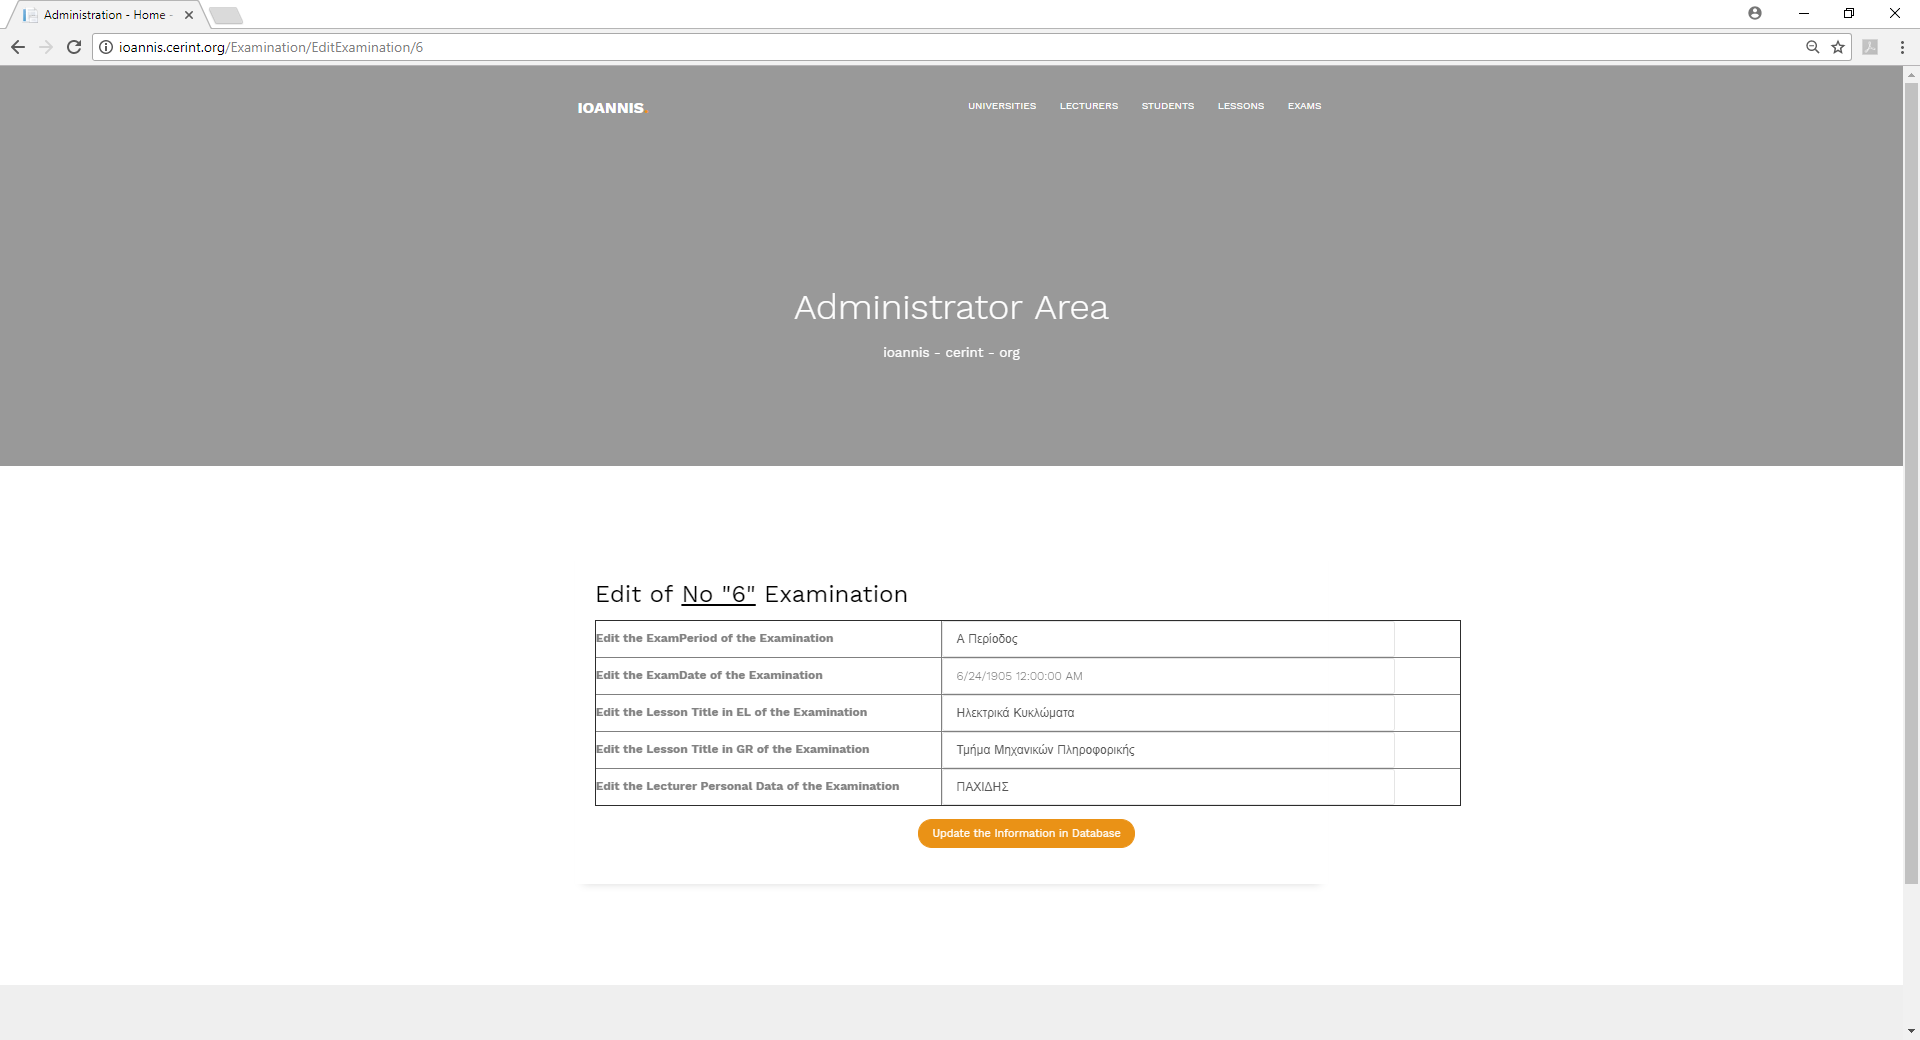 Administration - Home -
ioannis.cerint.org/Examination/EditExamination/6
IOANNIS.
UNIVERSITIES LECTURERS STUDENTS LESSONS EXAMS
Administrator Area
ioannis - cerint - org
Edit of No "6" Examination
Edit the ExamPeriod of the Examination Α Περίοδος
Edit the ExamDate of the Examination 6/24/1905 12:00:00 AM
Edit the Lesson Title in EL of the Examination Ηλεκτρικά Κυκλώματα
Edit the Lesson Title in GR of the Examination Τμήμα Μηχανικών Πληροφορικής
Edit the Lecturer Personal Data of the Examination ΠΑΧΙΔΗΣ
Update the Information in Database